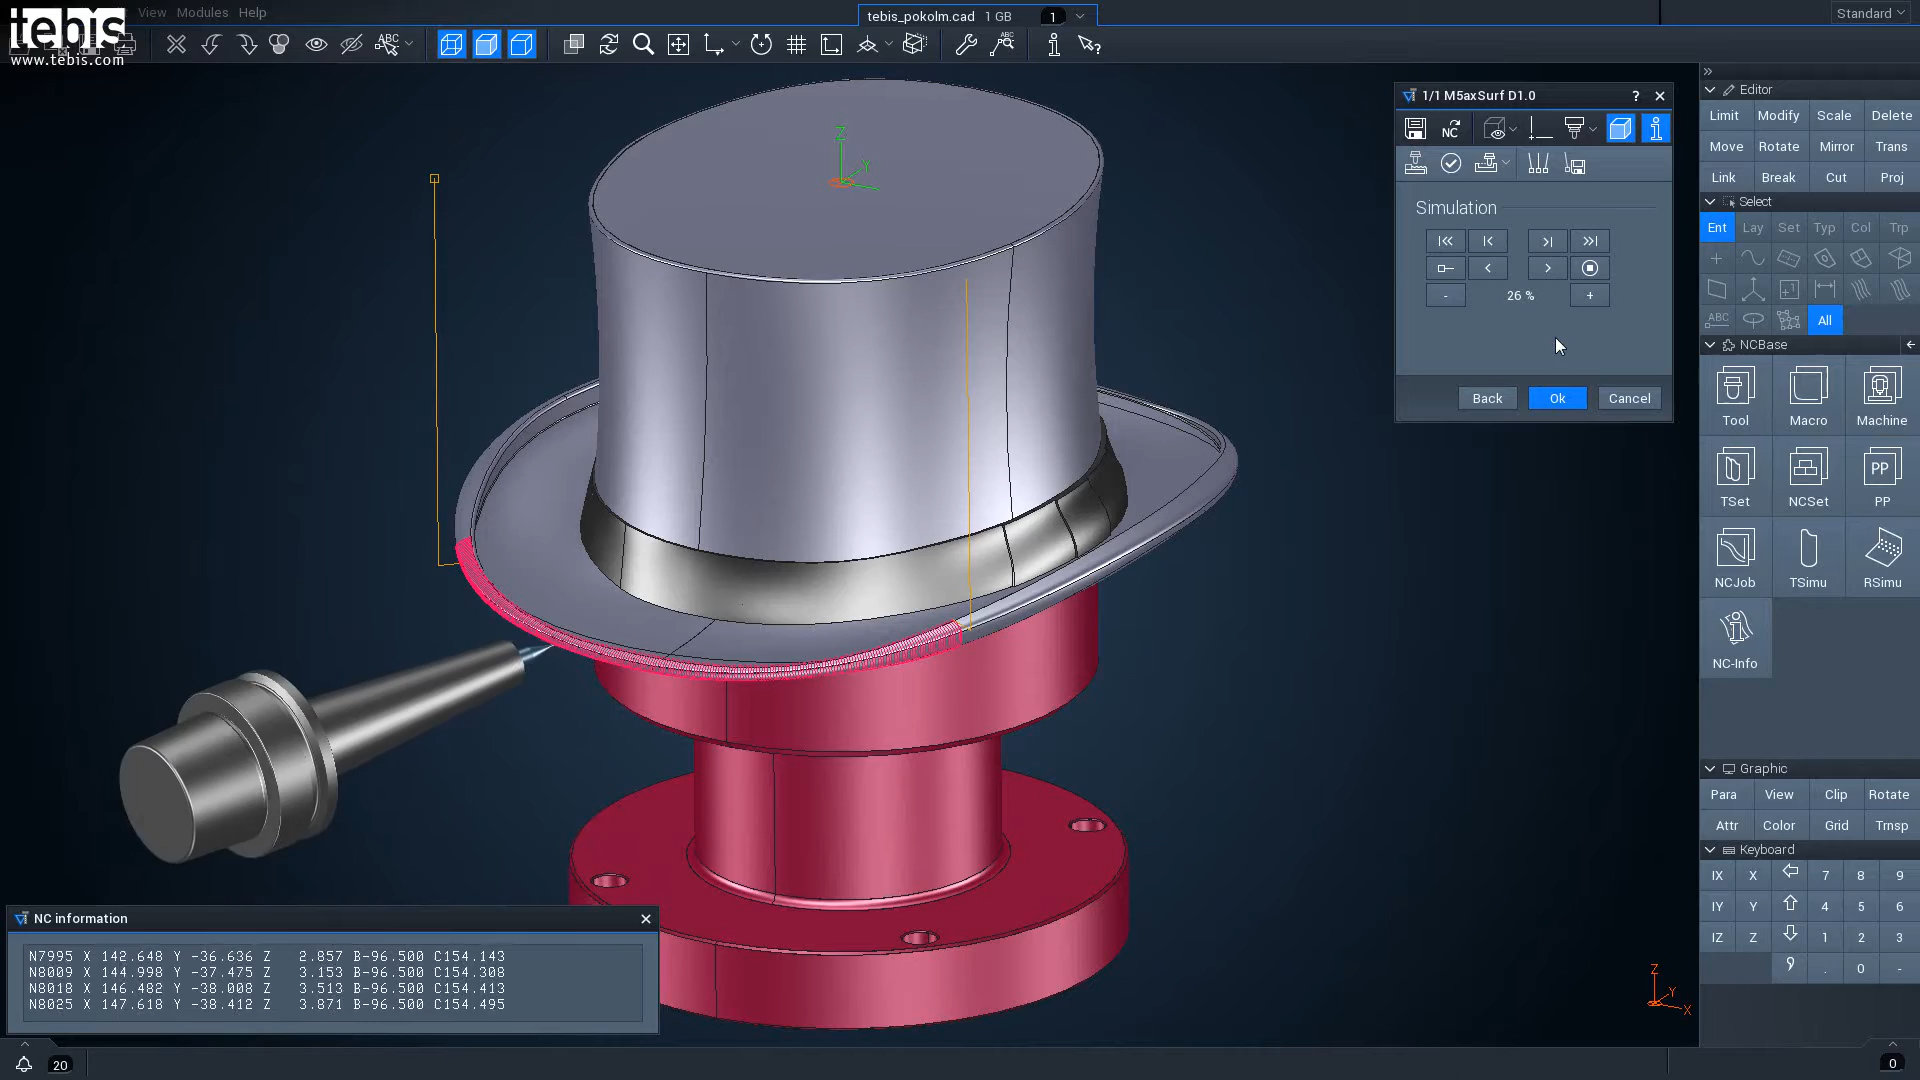 View Modules Help
tebis
www.tebis.com
ABC
tebis_pokolm.cad 1 GB 1
Standard
1/1 M5axSurf D1.0 ?
NC
Simulation
- 26 % +
Back Ok Cancel
Z
Y
Editor
Limit Modify Scale Delete
Move Rotate Mirror Trans
Link Break Cut Proj
Select
Ent Lay Set Typ Col Trp
ABC All
NCBase
Tool Macro Machine
PP
TSet NCSet PP
NCJob TSimu RSimu
NC-Info
Graphic
Para View Clip Rotate
Attr Color Grid Trnsp
Keyboard
IX X 7 8 9
IY Y 4 5 6
IZ Z 1 2 3
. 0 -
Z
Y
X
NC information
N7995 X 142.648 Y -36.636 Z 2.857 B-96.500 C154.143
N8009 X 144.998 Y -37.475 Z 3.153 B-96.500 C154.308
N8018 X 146.482 Y -38.008 Z 3.513 B-96.500 C154.413
N8025 X 147.618 Y -38.412 Z 3.871 B-96.500 C154.495
20
0